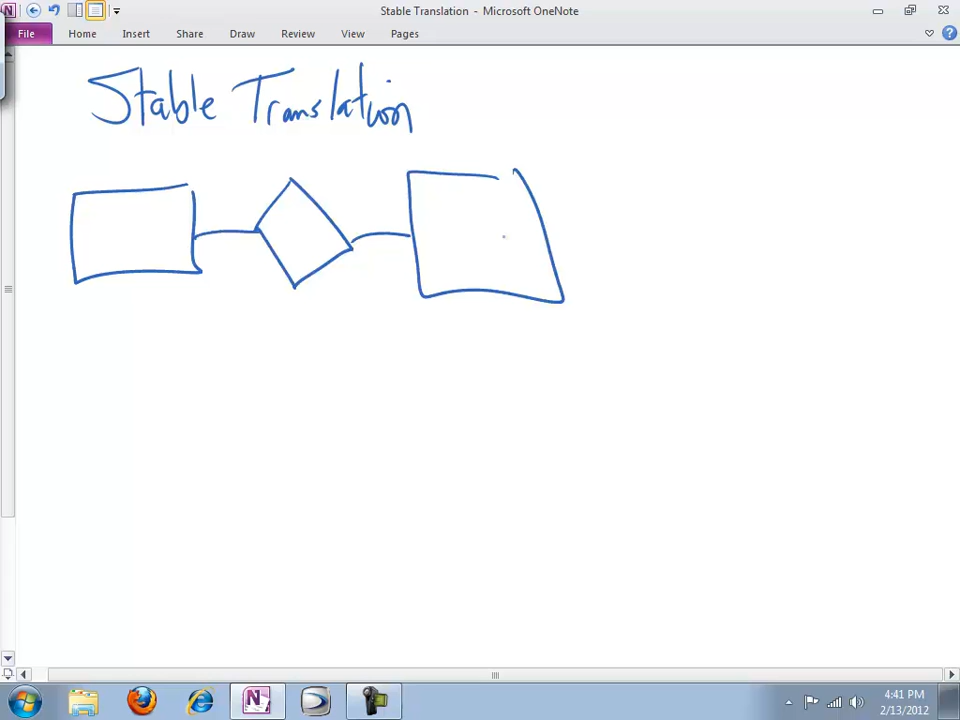 Stable Translation - Microsoft OneNote
File Home Insert Share Draw Review View Pages
Stable Translation
4:41 PM
2/13/2012